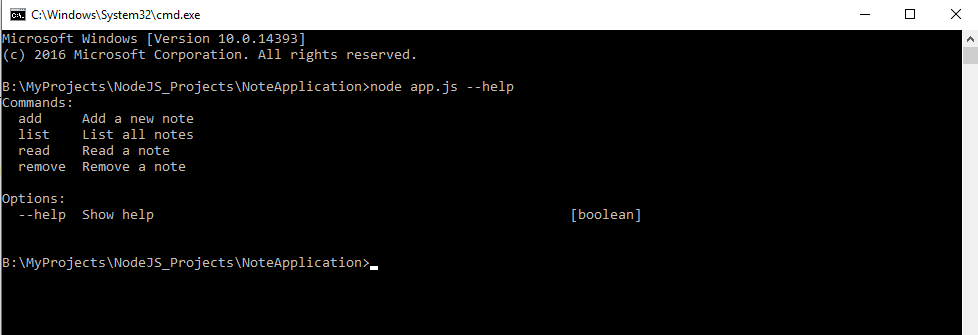 C:\Windows\System32\cmd.exe
Microsoft Windows [Version 10.0.14393]
(c) 2016 Microsoft Corporation. All rights reserved.
B:\MyProjects\NodeJS_Projects\NoteApplication>node app.js --help
Commands:
  add     Add a new note
  list    List all notes
  read    Read a note
  remove  Remove a note
Options:
  --help  Show help                                                    [boolean]
B:\MyProjects\NodeJS_Projects\NoteApplication>